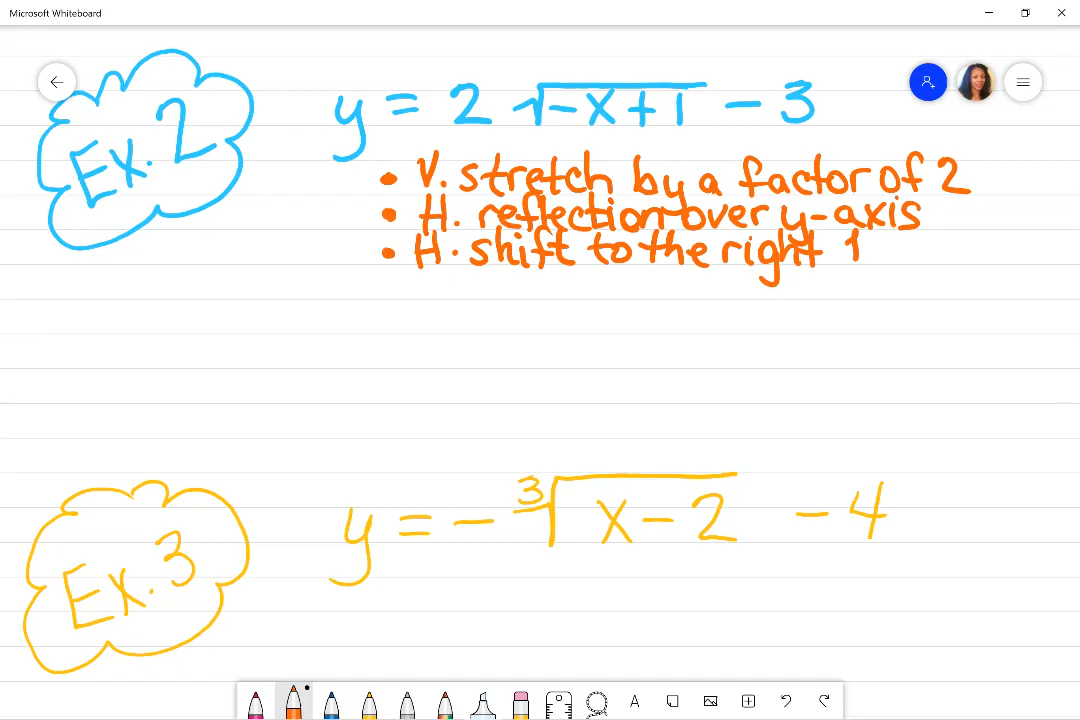 Microsoft Whiteboard
Ex. 2
y = 2 √-x+1 - 3
• V. stretch by a factor of 2
• H. reflection over y-axis
• H. shift to the right 1
Ex. 3
y = - ³√x-2 - 4
A